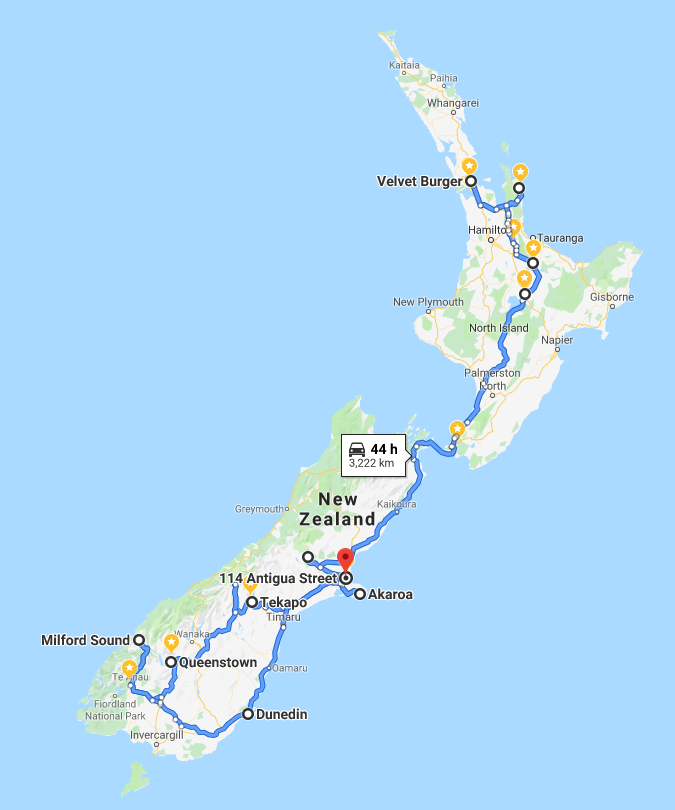 Kaitaia
Paihia
Whangarei
Velvet Burger
Hamilto
Tauranga
New Plymouth
Gisborne
North Island
Napier
Palmerston
North
44 h
3,222 km
New
Zealand
Greymouth
Kaikoura
114 Antigua Street
Akaroa
Tekapo
Timaru
Milford Sound
Wanaka
Queenstown
Te Anau
Oamaru
Fiordland
National Park
Dunedin
Invercargill